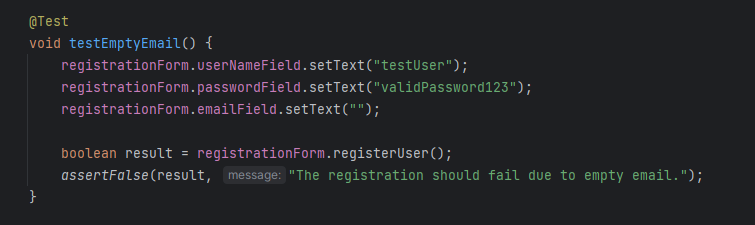 @Test
void testEmptyEmail() {
registrationForm.userNameField.setText("testUser");
registrationForm.passwordField.setText("validPassword123");
registrationForm.emailField.setText("");
boolean result = registrationForm.registerUser();
assertFalse(result, message: "The registration should fail due to empty email.");
}